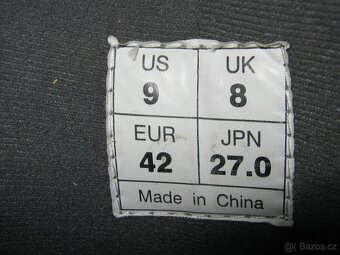 US UK
9 8
EUR JPN
42 27.0
Made in China
Bazos.cz